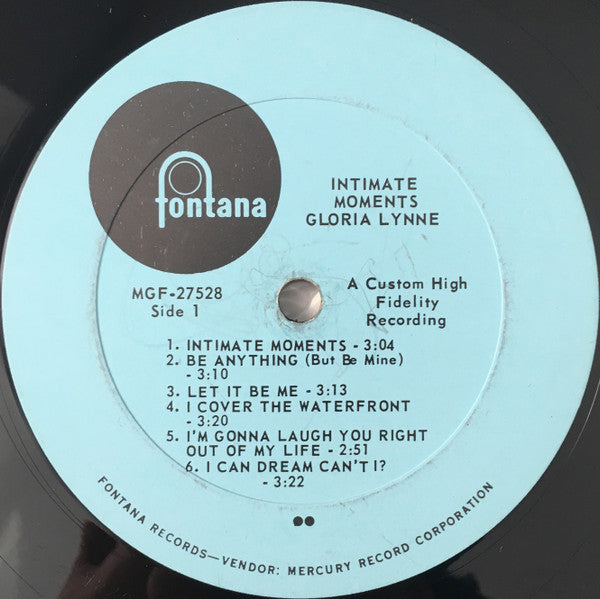 fontana
INTIMATE
MOMENTS
GLORIA LYNNE
MGF-27528
Side 1
A Custom High
Fidelity
Recording
1. INTIMATE MOMENTS - 3:04
2. BE ANYTHING (But Be Mine)
- 3:10
3. LET IT BE ME - 3:13
4. I COVER THE WATERFRONT
- 3:20
5. I'M GONNA LAUGH YOU RIGHT
OUT OF MY LIFE - 2:51
6. I CAN DREAM CAN'T I?
- 3:22
FONTANA RECORDS—VENDOR: MERCURY RECORD CORPORATION